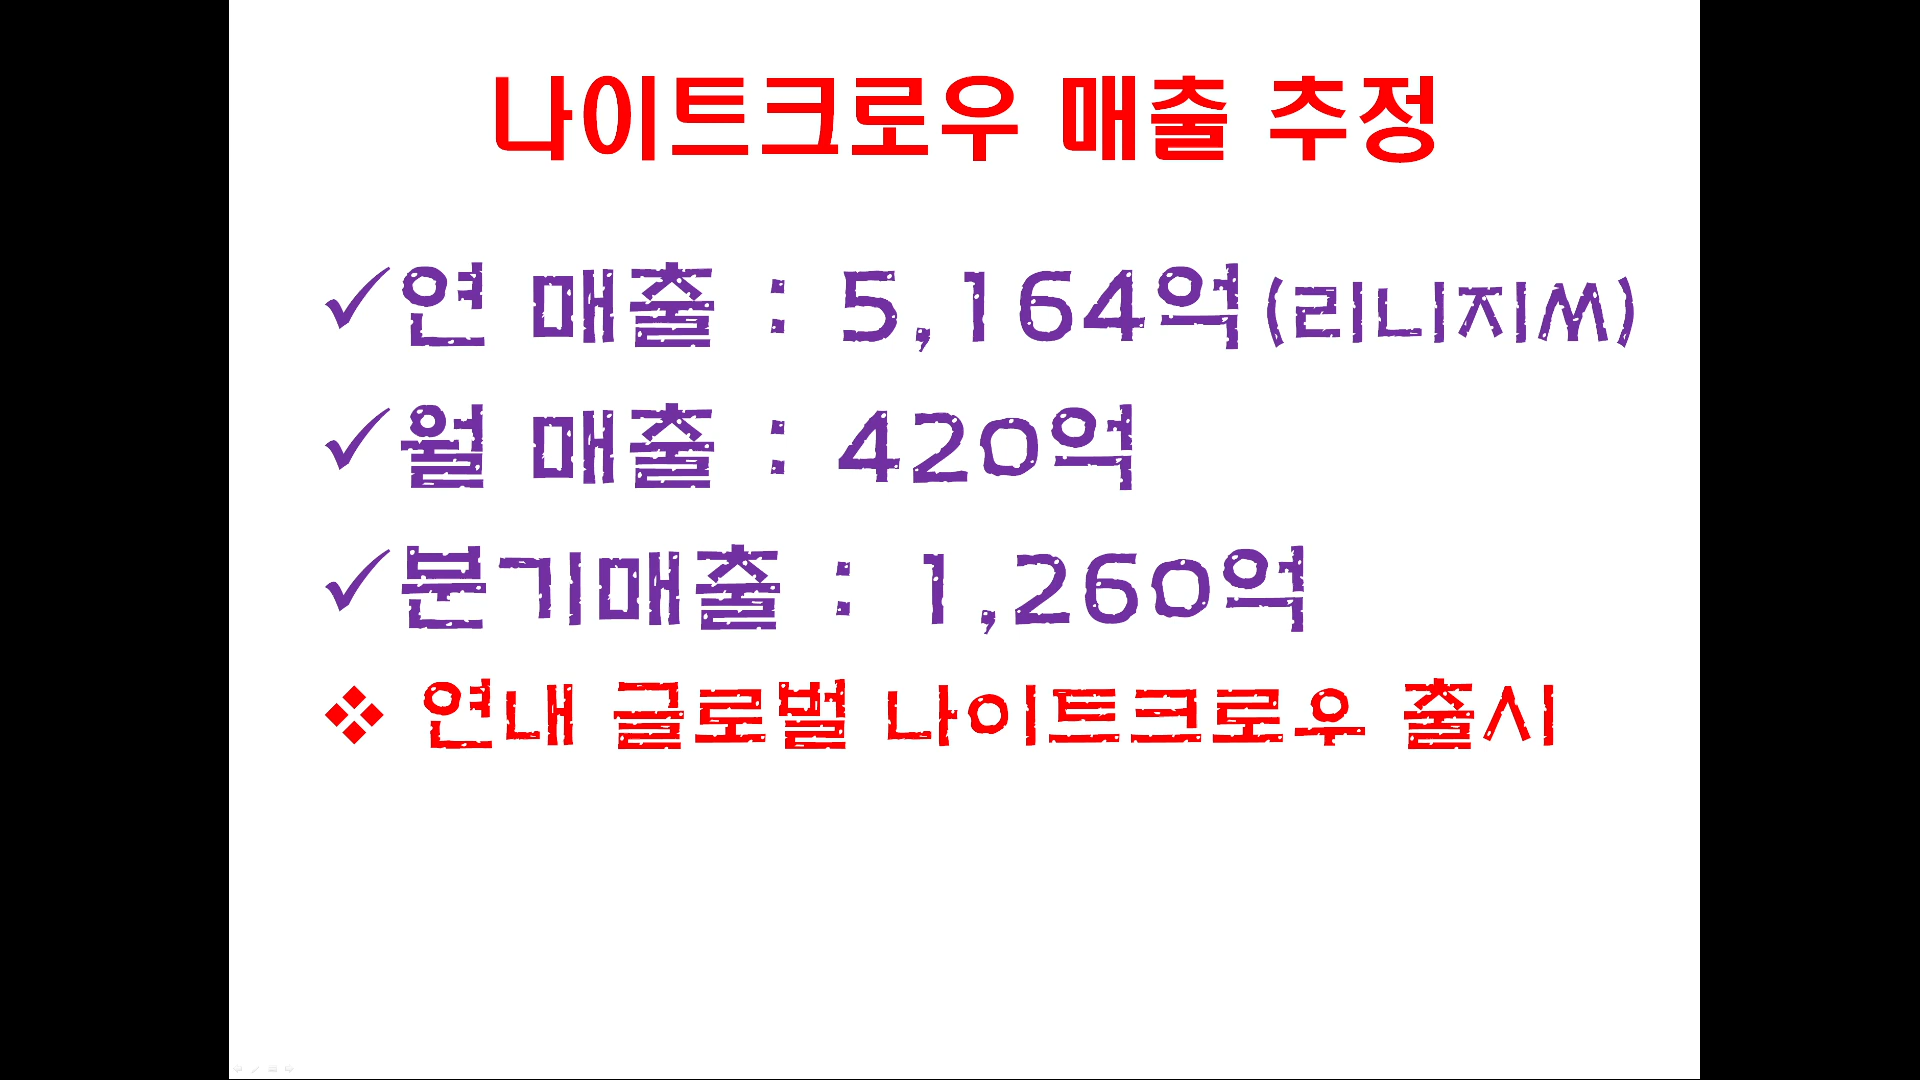 나이트크로우 매출 추정
✓연 매출 : 5,164억(리니지M)
✓월 매출 : 420억
✓분기매출 : 1,260억
❖ 연내 글로벌 나이트크로우 출시